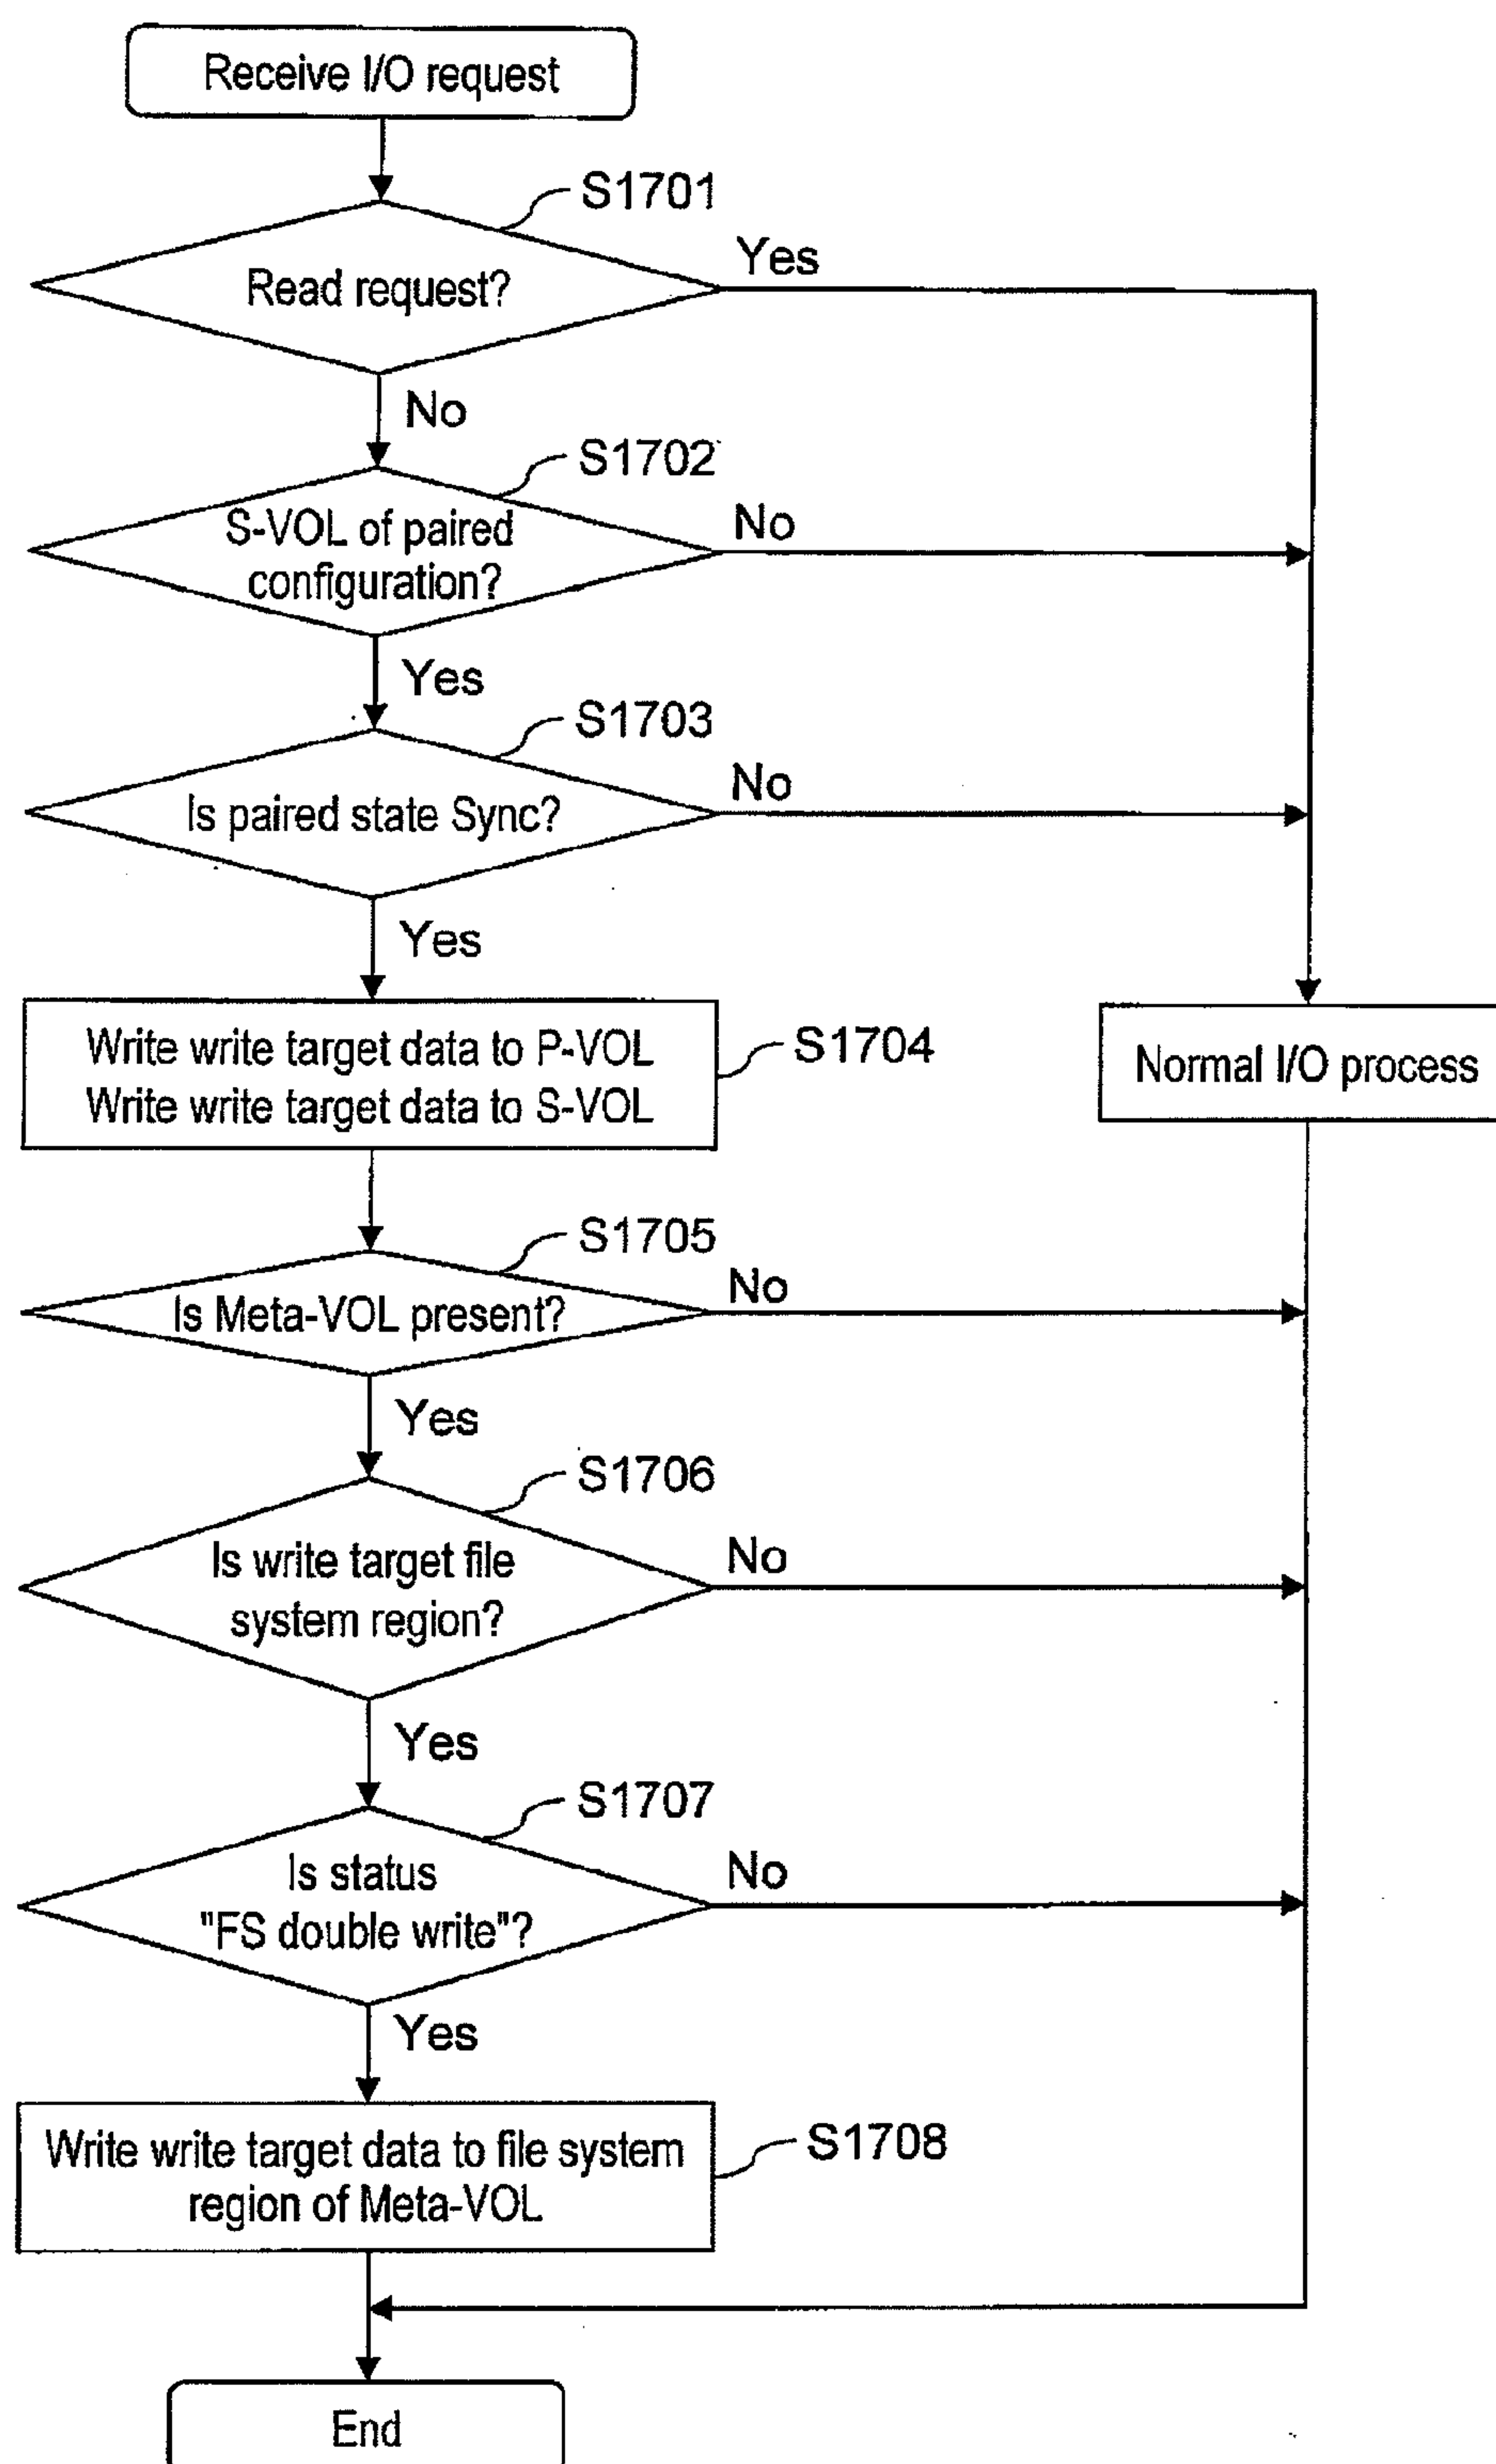 Receive I/O request
S1701
Read request?
Yes
No
S1702
S-VOL of paired
configuration?
No
Yes
S1703
Is paired state Sync?
No
Yes
Write write target data to P-VOL
Write write target data to S-VOL
S1704
Normal I/O process
S1705
Is Meta-VOL present?
No
Yes
S1706
Is write target file
system region?
No
Yes
S1707
Is status
"FS double write"?
No
Yes
Write write target data to file system
region of Meta-VOL
S1708
End